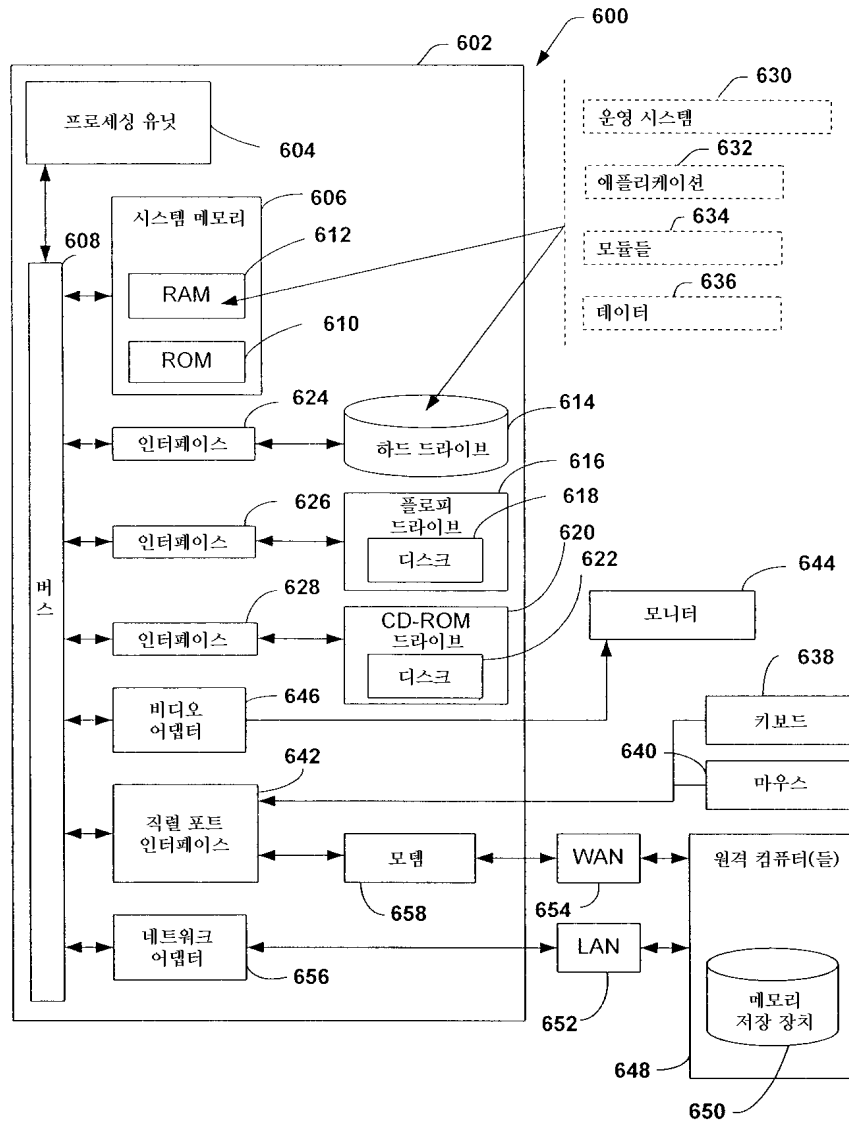 600
602
프로세싱 유닛
604
630
운영 시스템
632
애플리케이션
634
모듈들
636
데이터
606
시스템 메모리
612
RAM
610
ROM
608
버스
624
인터페이스
614
하드 드라이브
616
626
인터페이스
플로피
드라이브
618
디스크
620
628
인터페이스
CD-ROM
드라이브
622
디스크
644
모니터
646
비디오
어댑터
638
키보드
640
마우스
642
직렬 포트
인터페이스
모뎀
658
WAN
654
원격 컴퓨터(들)
네트워크
어댑터
656
LAN
652
메모리
저장 장치
648
650